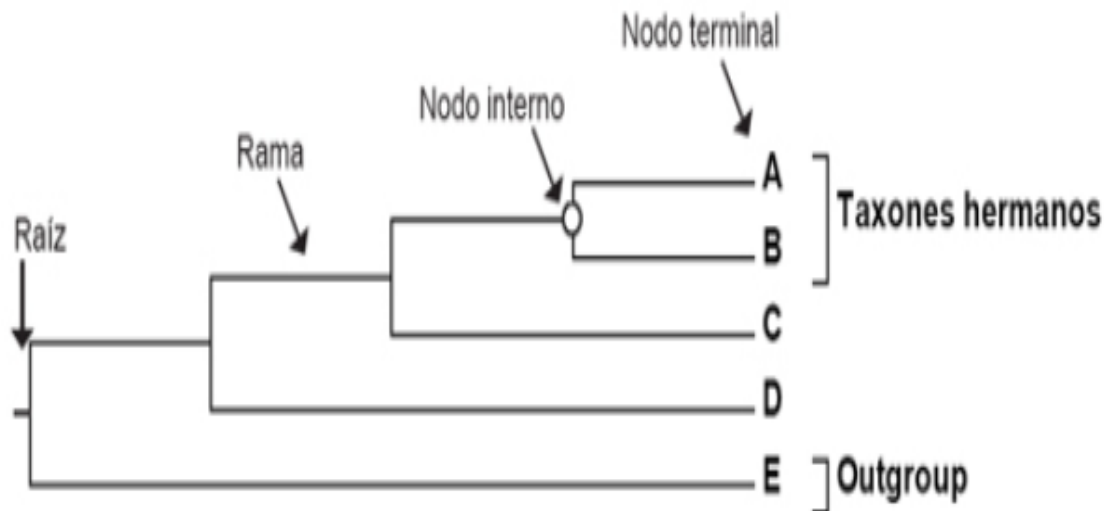 Nodo terminal
Nodo interno
Rama
Raíz
A
B
Taxones hermanos
C
D
E
Outgroup